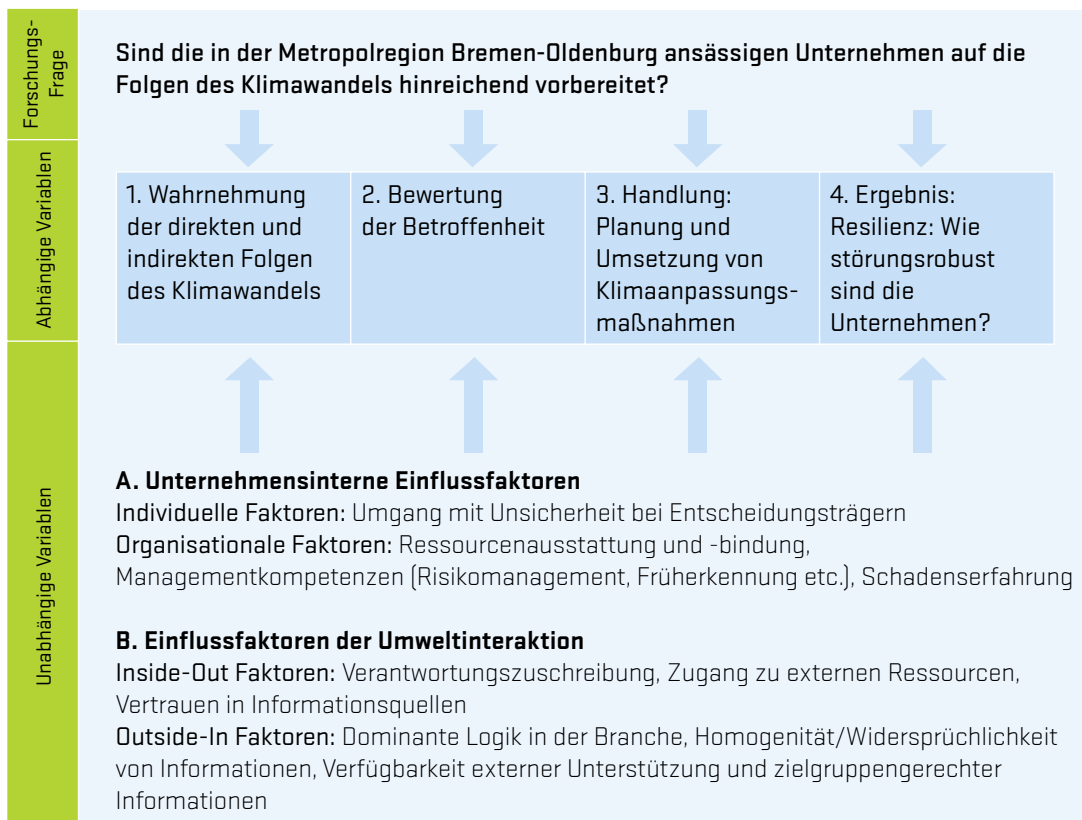 Forschungs-
Frage
Sind die in der Metropolregion Bremen-Oldenburg ansässigen Unternehmen auf die
Folgen des Klimawandels hinreichend vorbereitet?
Abhängige Variablen
1. Wahrnehmung
der direkten und
indirekten Folgen
des Klimawandels
2. Bewertung
der Betroffenheit
3. Handlung:
Planung und
Umsetzung von
Klimaanpassungs-
maßnahmen
4. Ergebnis:
Resilienz: Wie
störungsrobust
sind die
Unternehmen?
Unabhängige Variablen
A. Unternehmensinterne Einflussfaktoren
Individuelle Faktoren: Umgang mit Unsicherheit bei Entscheidungsträgern
Organisationale Faktoren: Ressourcenausstattung und -bindung,
Managementkompetenzen (Risikomanagement, Früherkennung etc.), Schadenserfahrung
B. Einflussfaktoren der Umweltinteraktion
Inside-Out Faktoren: Verantwortungszuschreibung, Zugang zu externen Ressourcen,
Vertrauen in Informationsquellen
Outside-In Faktoren: Dominante Logik in der Branche, Homogenität/Widersprüchlichkeit
von Informationen, Verfügbarkeit externer Unterstützung und zielgruppengerechter
Informationen